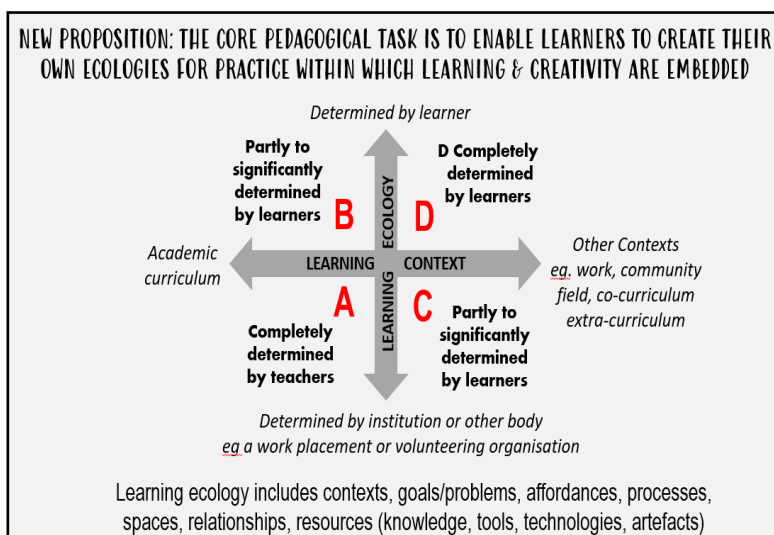 NEW PROPOSITION: THE CORE PEDAGOGICAL TASK IS TO ENABLE LEARNERS TO CREATE THEIR
OWN ECOLOGIES FOR PRACTICE WITHIN WHICH LEARNING & CREATIVITY ARE EMBEDDED
Determined by learner
Partly to
significantly
determined
by learners
B
D Completely
determined
by learners
D
ECOLOGY
Academic
curriculum
LEARNING
CONTEXT
Other Contexts
eg. work, community
field, co-curriculum
extra-curriculum
LEARNING
A
Completely
determined
by teachers
C
Partly to
significantly
determined
by learners
Determined by institution or other body
eg a work placement or volunteering organisation
Learning ecology includes contexts, goals/problems, affordances, processes,
spaces, relationships, resources (knowledge, tools, technologies, artefacts)